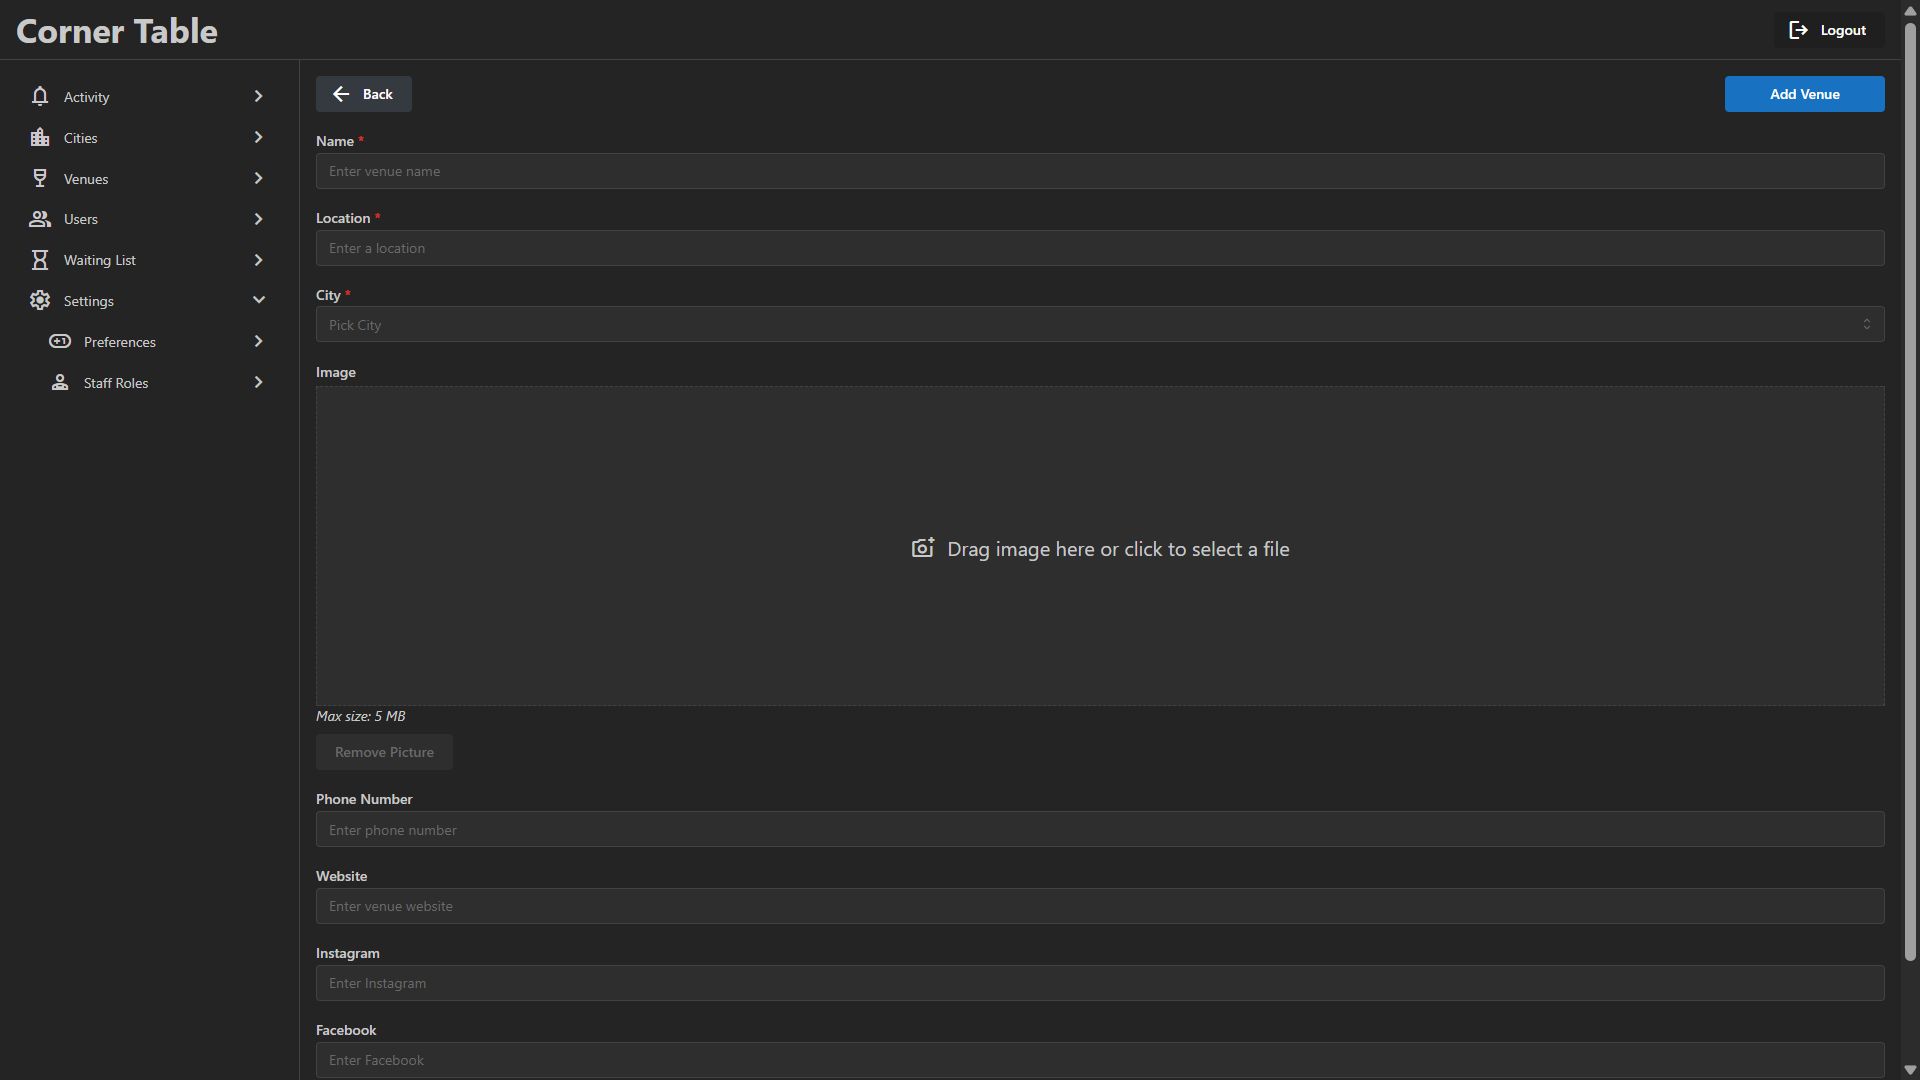 Corner Table
Logout
Activity
Cities
Venues
Users
Waiting List
Settings
Preferences
Staff Roles
Back
Add Venue
Name *
Enter venue name
Location *
Enter a location
City *
Pick City
Image
Drag image here or click to select a file
Max size: 5 MB
Remove Picture
Phone Number
Enter phone number
Website
Enter venue website
Instagram
Enter Instagram
Facebook
Enter Facebook